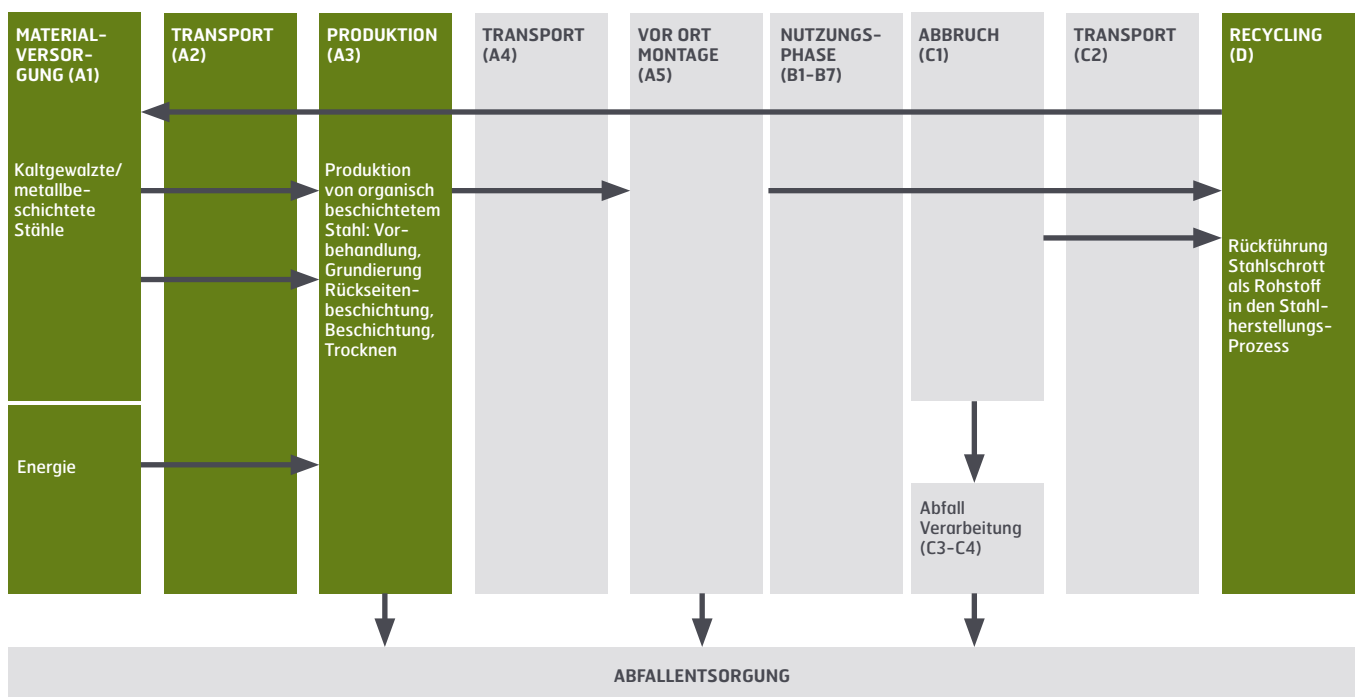 MATERIAL-
VERSOR-
GUNG (A1)
TRANSPORT
(A2)
PRODUKTION
(A3)
TRANSPORT
(A4)
VOR ORT
MONTAGE
(A5)
NUTZUNGS-
PHASE
(B1-B7)
ABBRUCH
(C1)
TRANSPORT
(C2)
RECYCLING
(D)
Kaltgewalzte/
metallbe-
schichtete
Stähle
Produktion
von organisch
beschichtetem
Stahl: Vor-
behandlung,
Grundierung
Rückseiten-
beschichtung,
Beschichtung,
Trocknen
Rückführung
Stahlschrott
als Rohstoff
in den Stahl-
herstellungs-
Prozess
Energie
Abfall
Verarbeitung
(C3-C4)
ABFALLENTSORGUNG